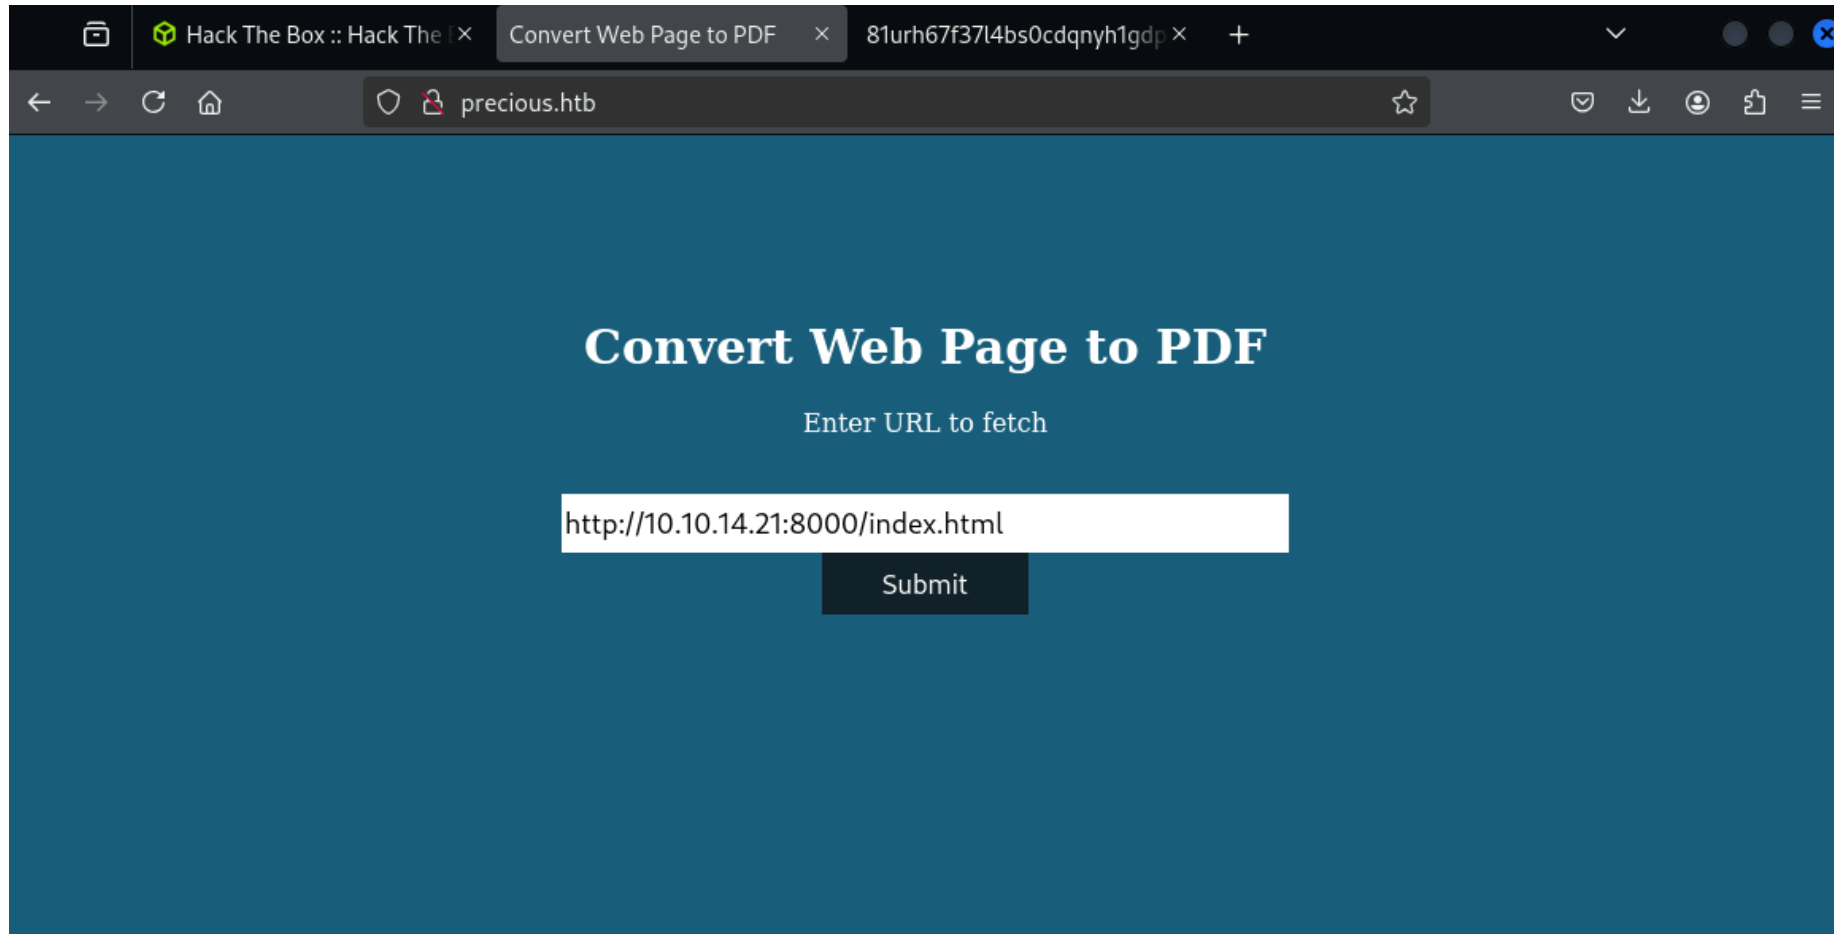 Hack The Box :: Hack The
Convert Web Page to PDF
81urh67f37l4bs0cdqnyh1gdp
precious.htb
Convert Web Page to PDF
Enter URL to fetch
http://10.10.14.21:8000/index.html
Submit